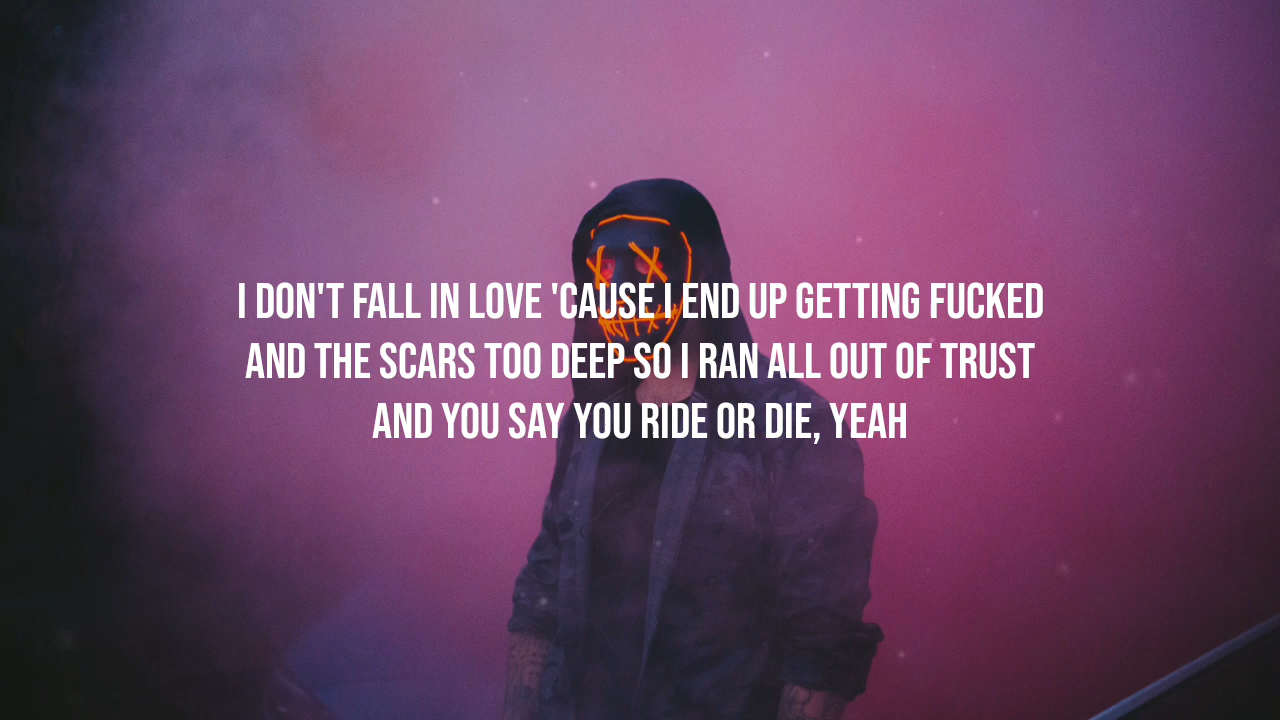 I DON'T FALL IN LOVE 'CAUSE I END UP GETTING FUCKED
AND THE SCARS TOO DEEP SO I RAN ALL OUT OF TRUST
AND YOU SAY YOU RIDE OR DIE, YEAH